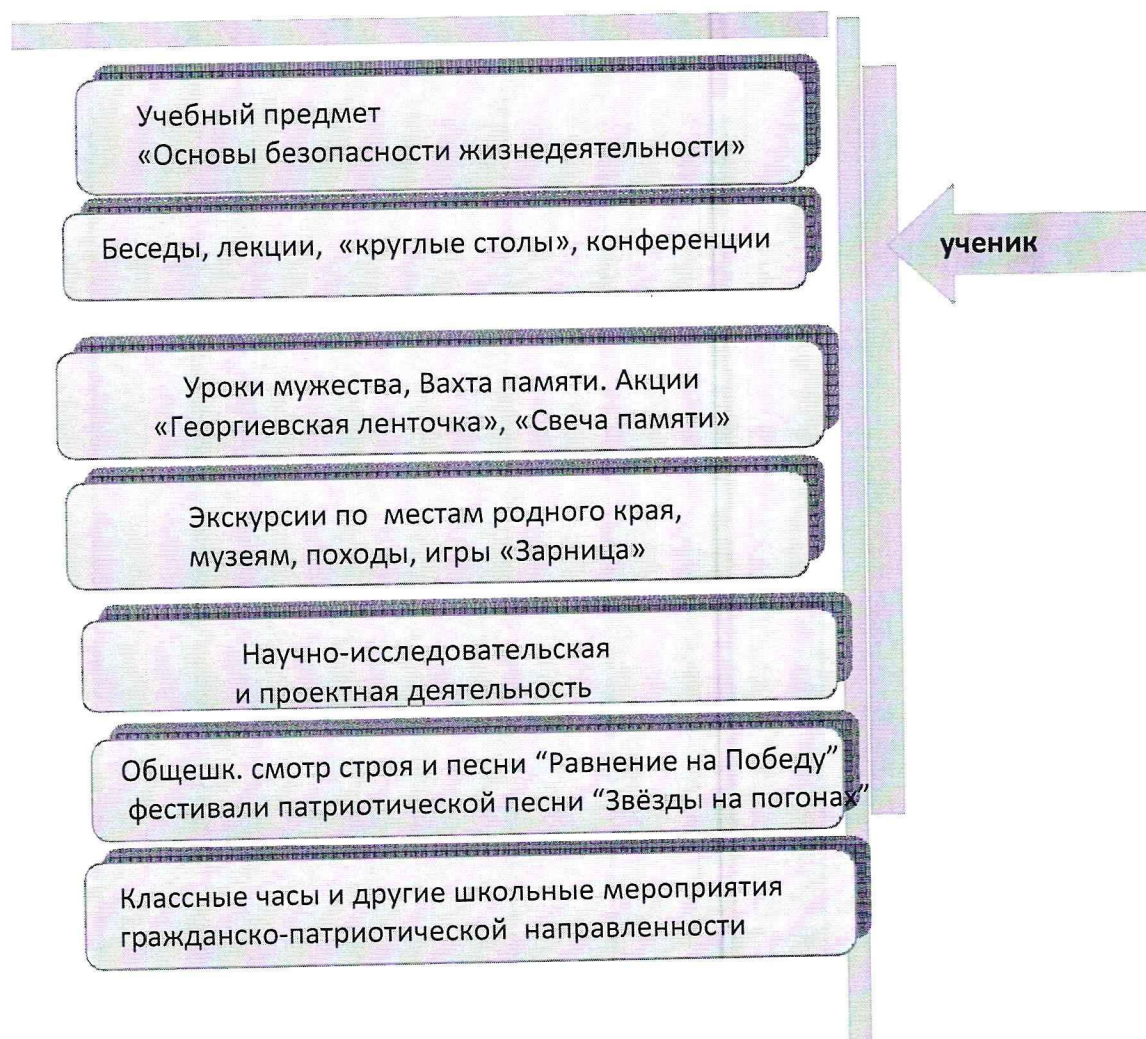 Учебный предмет
«Основы безопасности жизнедеятельности»
Беседы, лекции, «круглые столы», конференции
ученик
Уроки мужества, Вахта памяти. Акции
«Георгиевская ленточка», «Свеча памяти»
Экскурсии по местам родного края,
музеям, походы, игры «Зарница»
Научно-исследовательская
и проектная деятельность
Общешк. смотр строя и песни “Равнение на Победу”
фестивали патриотической песни “Звёзды на погонах”
Классные часы и другие школьные мероприятия
гражданско-патриотической направленности